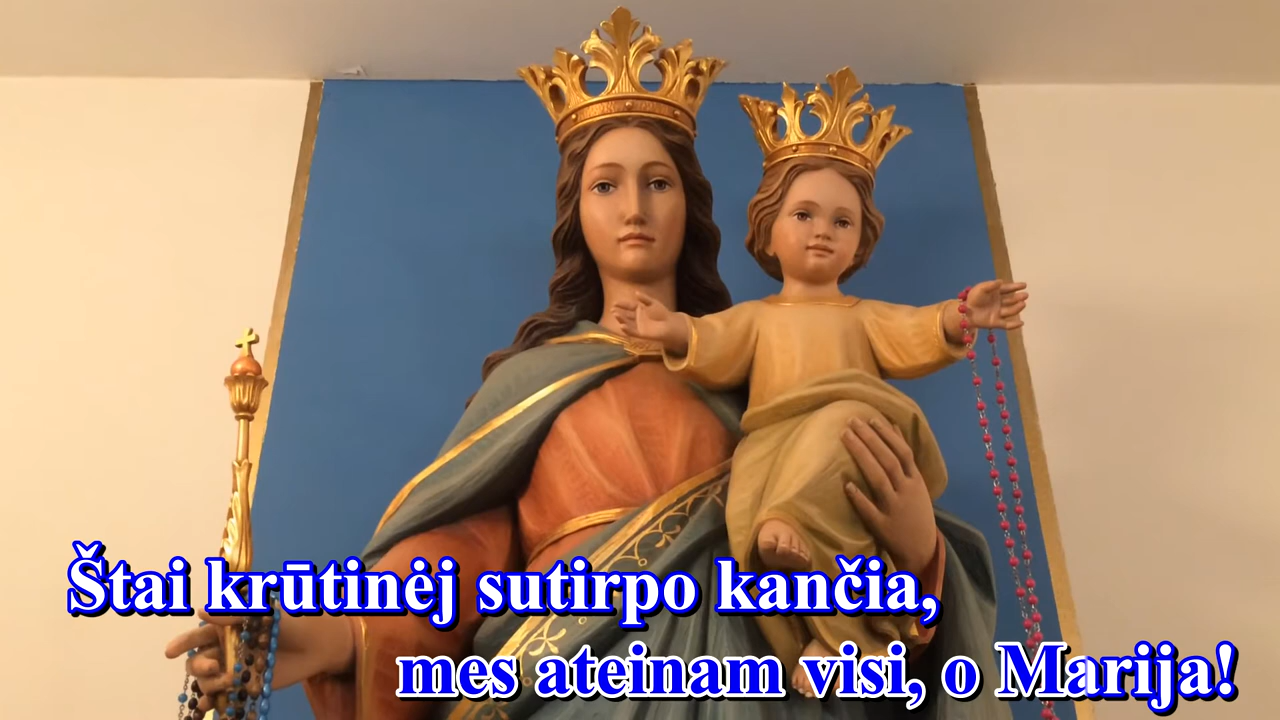 Štai krūtinėj sutirpo kančia,
mes ateinam visi, o Marija!